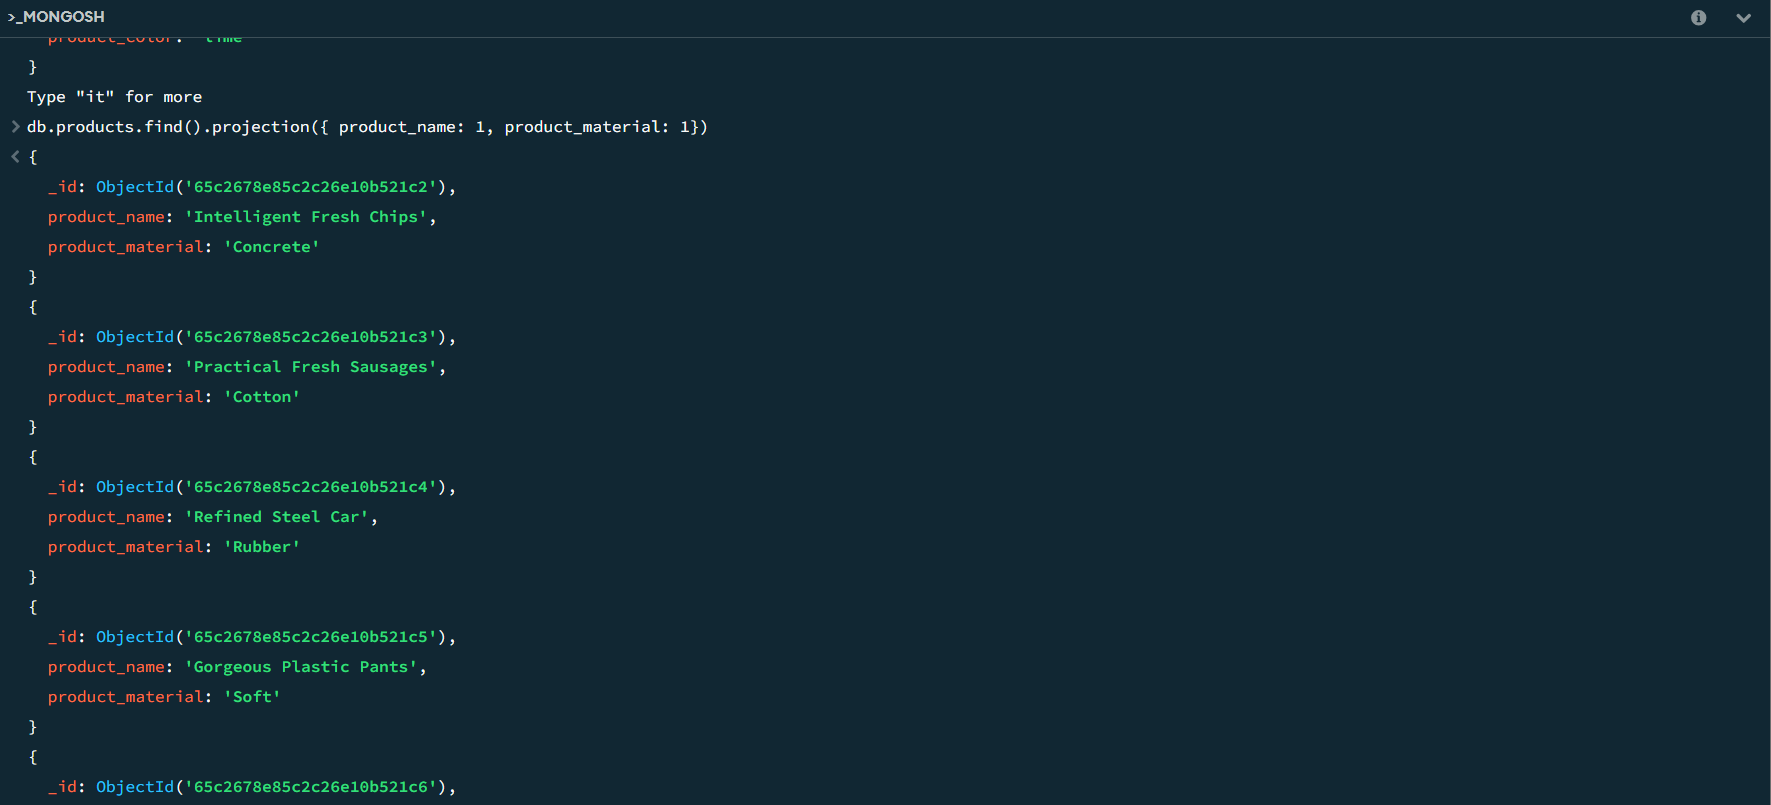 >_MONGOSH
product_color: 'time'
}
Type "it" for more
> db.products.find().projection({ product_name: 1, product_material: 1})
< {
_id: ObjectId('65c2678e85c2c26e10b521c2'),
product_name: 'Intelligent Fresh Chips',
product_material: 'Concrete'
}
{
_id: ObjectId('65c2678e85c2c26e10b521c3'),
product_name: 'Practical Fresh Sausages',
product_material: 'Cotton'
}
{
_id: ObjectId('65c2678e85c2c26e10b521c4'),
product_name: 'Refined Steel Car',
product_material: 'Rubber'
}
{
_id: ObjectId('65c2678e85c2c26e10b521c5'),
product_name: 'Gorgeous Plastic Pants',
product_material: 'Soft'
}
{
_id: ObjectId('65c2678e85c2c26e10b521c6'),